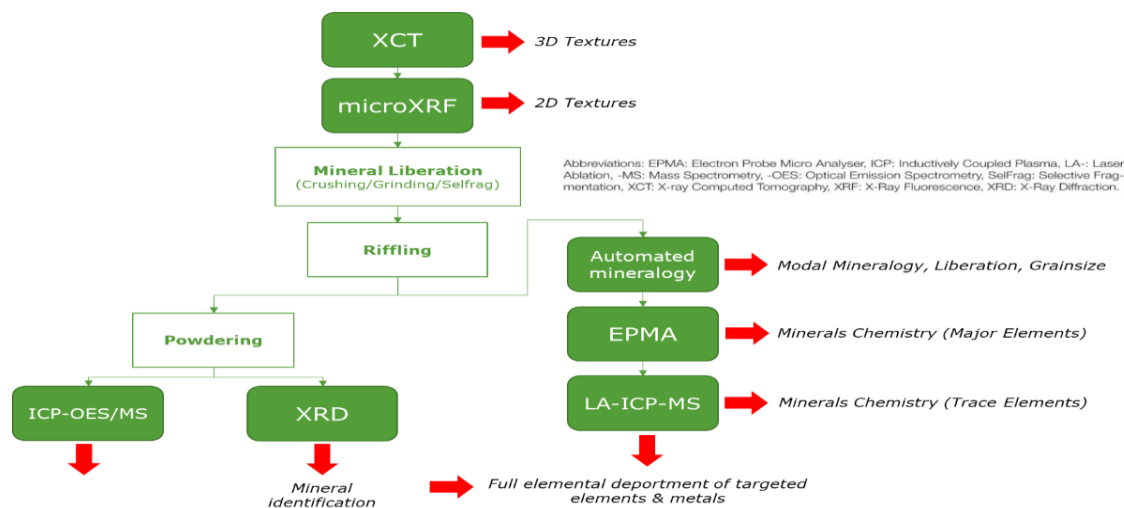 XCT
3D Textures
microXRF
2D Textures
Mineral Liberation
(Crushing/Grinding/Selfrag)
Abbreviations: EPMA: Electron Probe Micro Analyser, ICP: Inductively Coupled Plasma, LA-: Laser
Ablation, -MS: Mass Spectrometry, -OES: Optical Emission Spectrometry, SelFrag: Selective Frag-
mentation, XCT: X-ray Computed Tomography, XRF: X-Ray Fluorescence, XRD: X-Ray Diffraction.
Riffling
Automated
mineralogy
Modal Mineralogy, Liberation, Grainsize
Powdering
EPMA
Minerals Chemistry (Major Elements)
ICP-OES/MS
XRD
LA-ICP-MS
Minerals Chemistry (Trace Elements)
Mineral
identification
Full elemental deportment of targeted
elements & metals